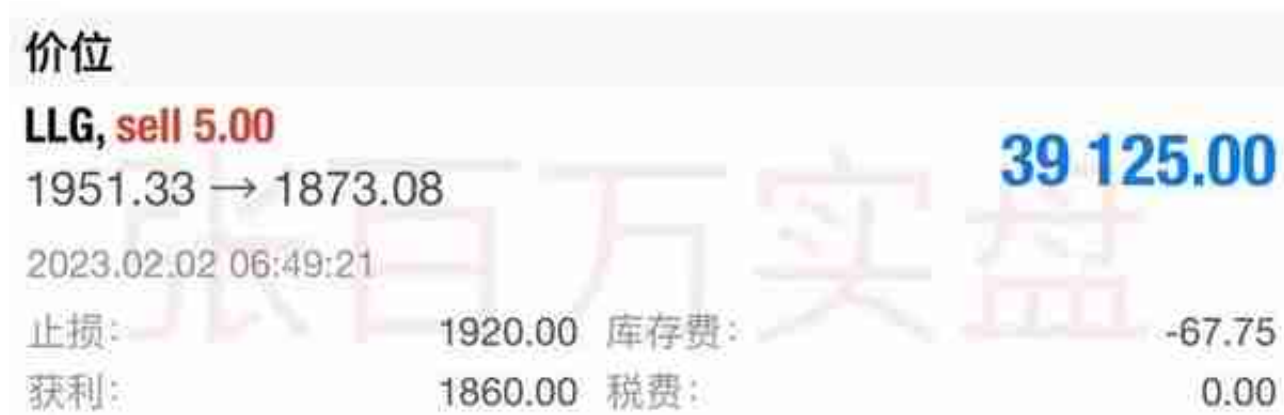 价位
LLG, sell 5.00
39 125.00
1951.33 → 1873.08
2023.02.02 06:49:21
止损: 1920.00 库存费: -67.75
获利: 1860.00 税费: 0.00
张百万实盘